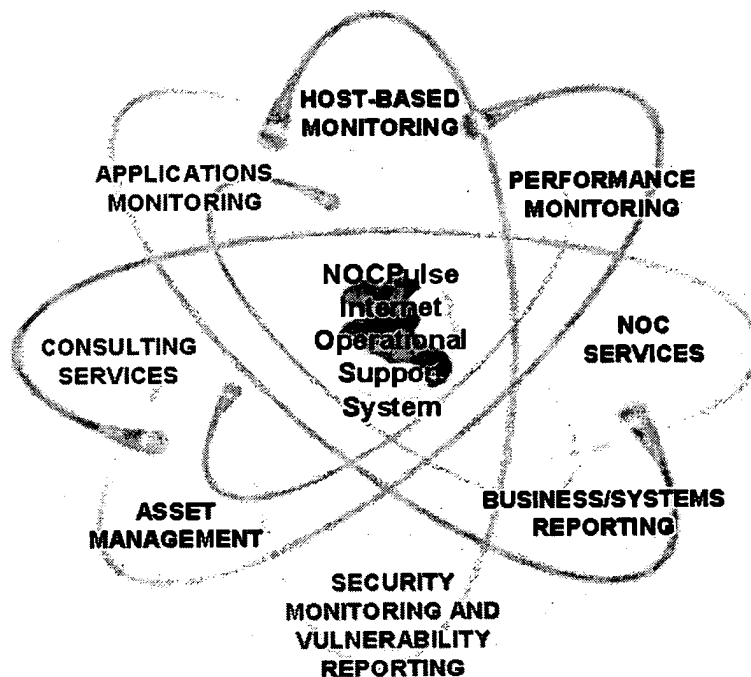 HOST-BASED
MONITORING
APPLICATIONS
MONITORING
PERFORMANCE
MONITORING
NOCPulse
Internet
Operational
Support
System
CONSULTING
SERVICES
NOC
SERVICES
ASSET
MANAGEMENT
BUSINESS/SYSTEMS
REPORTING
SECURITY
MONITORING AND
VULNERABILITY
REPORTING